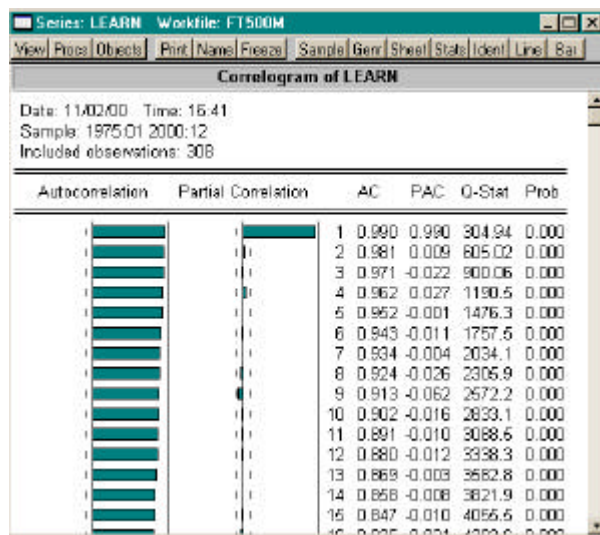 Series: LEARN Workfile: FT500M
View Procs Objects Print Name Freeze Sample Genr Sheet Stats Ident Line Bar
Correlogram of LEARN
Date: 11/02/00 Time: 16:41
Sample: 1975:01 2000:12
Included observations: 308
Autocorrelation Partial Correlation AC PAC Q-Stat Prob
1 0.990 0.990 304.94 0.000
2 0.981 0.009 605.02 0.000
3 0.971 -0.022 900.06 0.000
4 0.962 0.027 1190.5 0.000
5 0.952 -0.001 1476.3 0.000
6 0.943 -0.011 1757.5 0.000
7 0.934 -0.004 2034.1 0.000
8 0.924 -0.026 2305.9 0.000
9 0.913 -0.062 2572.2 0.000
10 0.902 -0.016 2833.1 0.000
11 0.891 -0.010 3088.5 0.000
12 0.880 -0.012 3338.3 0.000
13 0.869 -0.003 3582.8 0.000
14 0.858 -0.008 3821.9 0.000
15 0.847 -0.010 4055.5 0.000